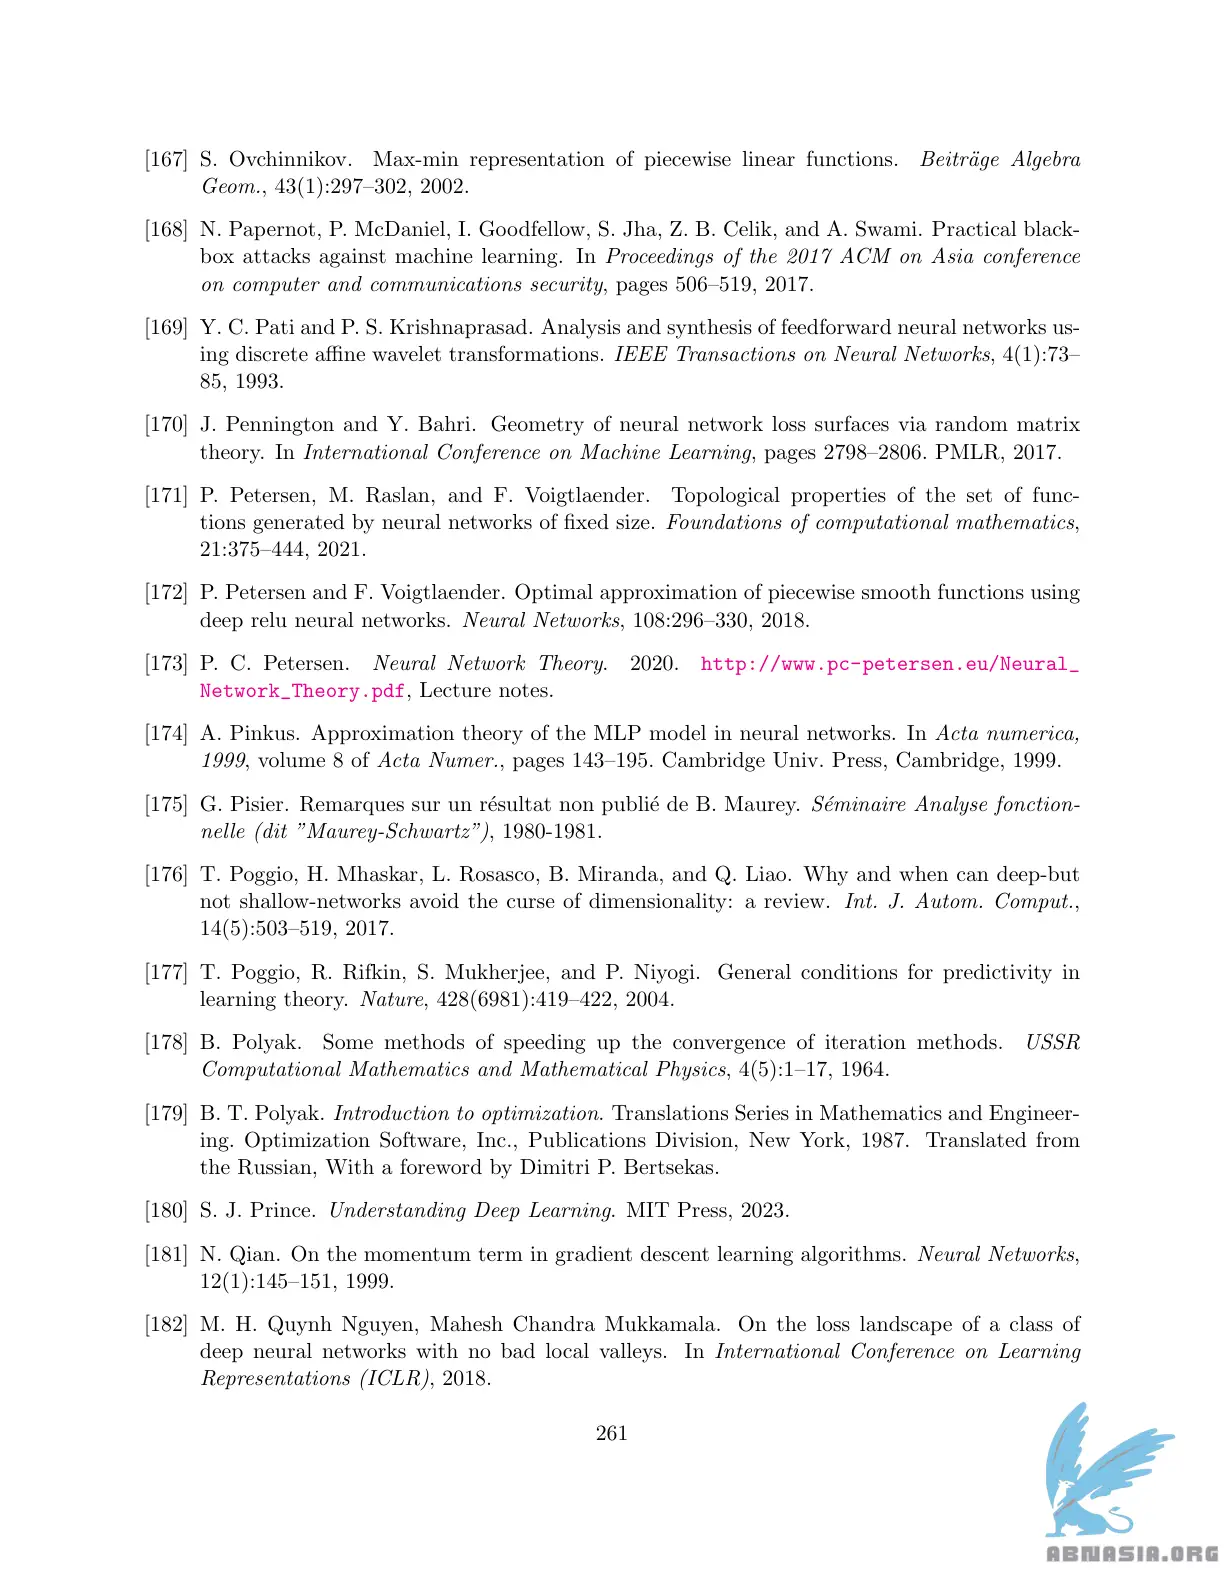 [167] S. Ovchinnikov. Max-min representation of piecewise linear functions. Beiträge Algebra
Geom., 43(1):297–302, 2002.
[168] N. Papernot, P. McDaniel, I. Goodfellow, S. Jha, Z. B. Celik, and A. Swami. Practical black-
box attacks against machine learning. In Proceedings of the 2017 ACM on Asia conference
on computer and communications security, pages 506–519, 2017.
[169] Y. C. Pati and P. S. Krishnaprasad. Analysis and synthesis of feedforward neural networks us-
ing discrete affine wavelet transformations. IEEE Transactions on Neural Networks, 4(1):73–
85, 1993.
[170] J. Pennington and Y. Bahri. Geometry of neural network loss surfaces via random matrix
theory. In International Conference on Machine Learning, pages 2798–2806. PMLR, 2017.
[171] P. Petersen, M. Raslan, and F. Voigtlaender. Topological properties of the set of func-
tions generated by neural networks of fixed size. Foundations of computational mathematics,
21:375–444, 2021.
[172] P. Petersen and F. Voigtlaender. Optimal approximation of piecewise smooth functions using
deep relu neural networks. Neural Networks, 108:296–330, 2018.
[173] P. C. Petersen. Neural Network Theory. 2020. http://www.pc-petersen.eu/Neural_
Network_Theory.pdf, Lecture notes.
[174] A. Pinkus. Approximation theory of the MLP model in neural networks. In Acta numerica,
1999, volume 8 of Acta Numer., pages 143–195. Cambridge Univ. Press, Cambridge, 1999.
[175] G. Pisier. Remarques sur un résultat non publié de B. Maurey. Séminaire Analyse fonction-
nelle (dit ”Maurey-Schwartz”), 1980-1981.
[176] T. Poggio, H. Mhaskar, L. Rosasco, B. Miranda, and Q. Liao. Why and when can deep-but
not shallow-networks avoid the curse of dimensionality: a review. Int. J. Autom. Comput.,
14(5):503–519, 2017.
[177] T. Poggio, R. Rifkin, S. Mukherjee, and P. Niyogi. General conditions for predictivity in
learning theory. Nature, 428(6981):419–422, 2004.
[178] B. Polyak. Some methods of speeding up the convergence of iteration methods. USSR
Computational Mathematics and Mathematical Physics, 4(5):1–17, 1964.
[179] B. T. Polyak. Introduction to optimization. Translations Series in Mathematics and Engineer-
ing. Optimization Software, Inc., Publications Division, New York, 1987. Translated from
the Russian, With a foreword by Dimitri P. Bertsekas.
[180] S. J. Prince. Understanding Deep Learning. MIT Press, 2023.
[181] N. Qian. On the momentum term in gradient descent learning algorithms. Neural Networks,
12(1):145–151, 1999.
[182] M. H. Quynh Nguyen, Mahesh Chandra Mukkamala. On the loss landscape of a class of
deep neural networks with no bad local valleys. In International Conference on Learning
Representations (ICLR), 2018.
261
ABNASIA.ORG